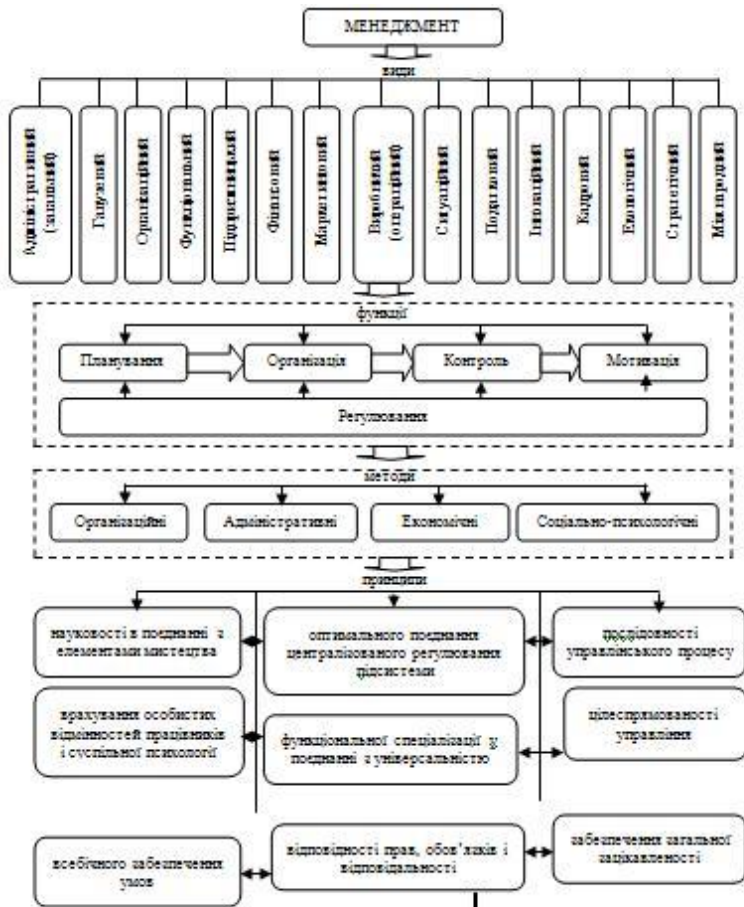 МЕНЕДЖМЕНТ
види
Адміністративний
(загальний)
Галузевий
Організаційний
Функціональний
Підприємницький
Фінансовий
Маркетинговий
Виробничий
(операційний)
Ситуаційний
Податковий
Інноваційний
Кадровий
Екологічний
Стратегічний
Міжнародний
функції
Планування
Організація
Контроль
Мотивація
Регулювання
методи
Організаційні
Адміністративні
Економічні
Соціально-психологічні
принципи
науковості в поєднанні з
елементами мистецтва
оптимального поєднання
централізованого регулювання
підсистеми
послідовності
управлінського процесу
врахування особистих
відмінностей працівників
і суспільної психології
функціональної спеціалізації у
поєднанні з універсальністю
цілеспрямованості
управління
всебічного забезпечення
умов
відповідності прав, обов’язків і
відповідальності
забезпечення загальної
зацікавленості